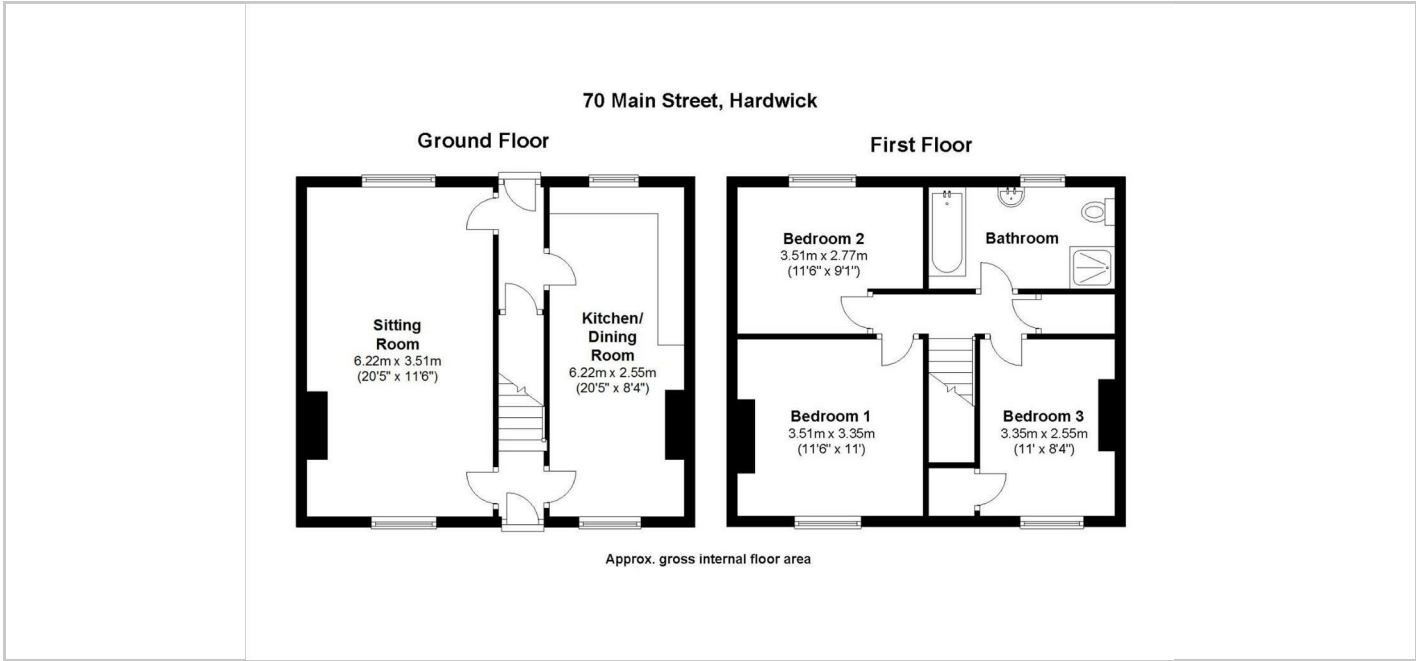 70 Main Street, Hardwick
Ground Floor
Sitting
Room
6.22m x 3.51m
(20'5" x 11'6")
Kitchen/
Dining
Room
6.22m x 2.55m
(20'5" x 8'4")
First Floor
Bedroom 2
3.51m x 2.77m
(11'6" x 9'1")
Bathroom
Bedroom 1
3.51m x 3.35m
(11'6" x 11')
Bedroom 3
3.35m x 2.55m
(11' x 8'4")
Approx. gross internal floor area